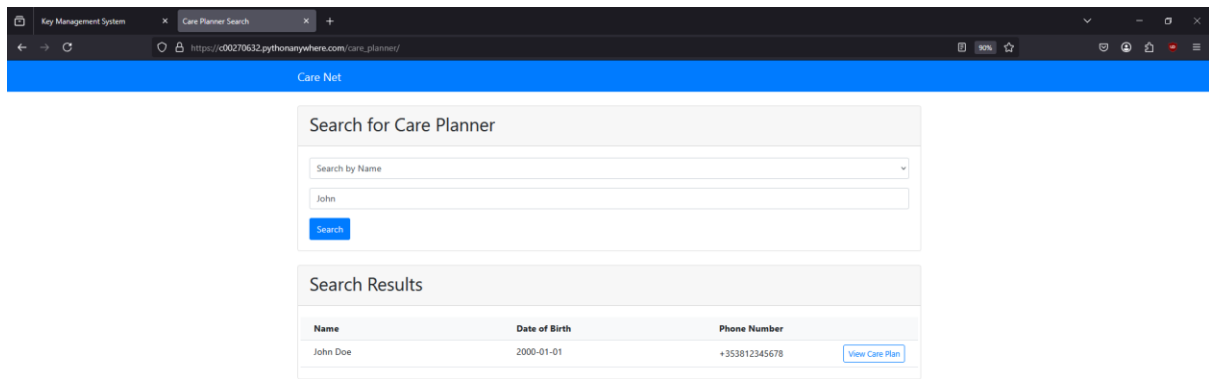 Key Management System
Care Planner Search
https://c00270632.pythonanywhere.com/care_planner/
90%
Care Net
Search for Care Planner
Search by Name
John
Search
Search Results
Name Date of Birth Phone Number
John Doe 2000-01-01 +353812345678 View Care Plan